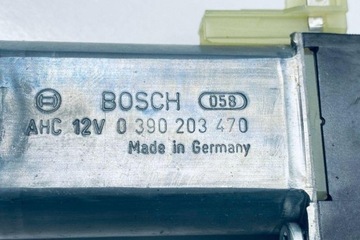 BOSCH 058
AHC 12V 0 390 203 470
Made in Germany